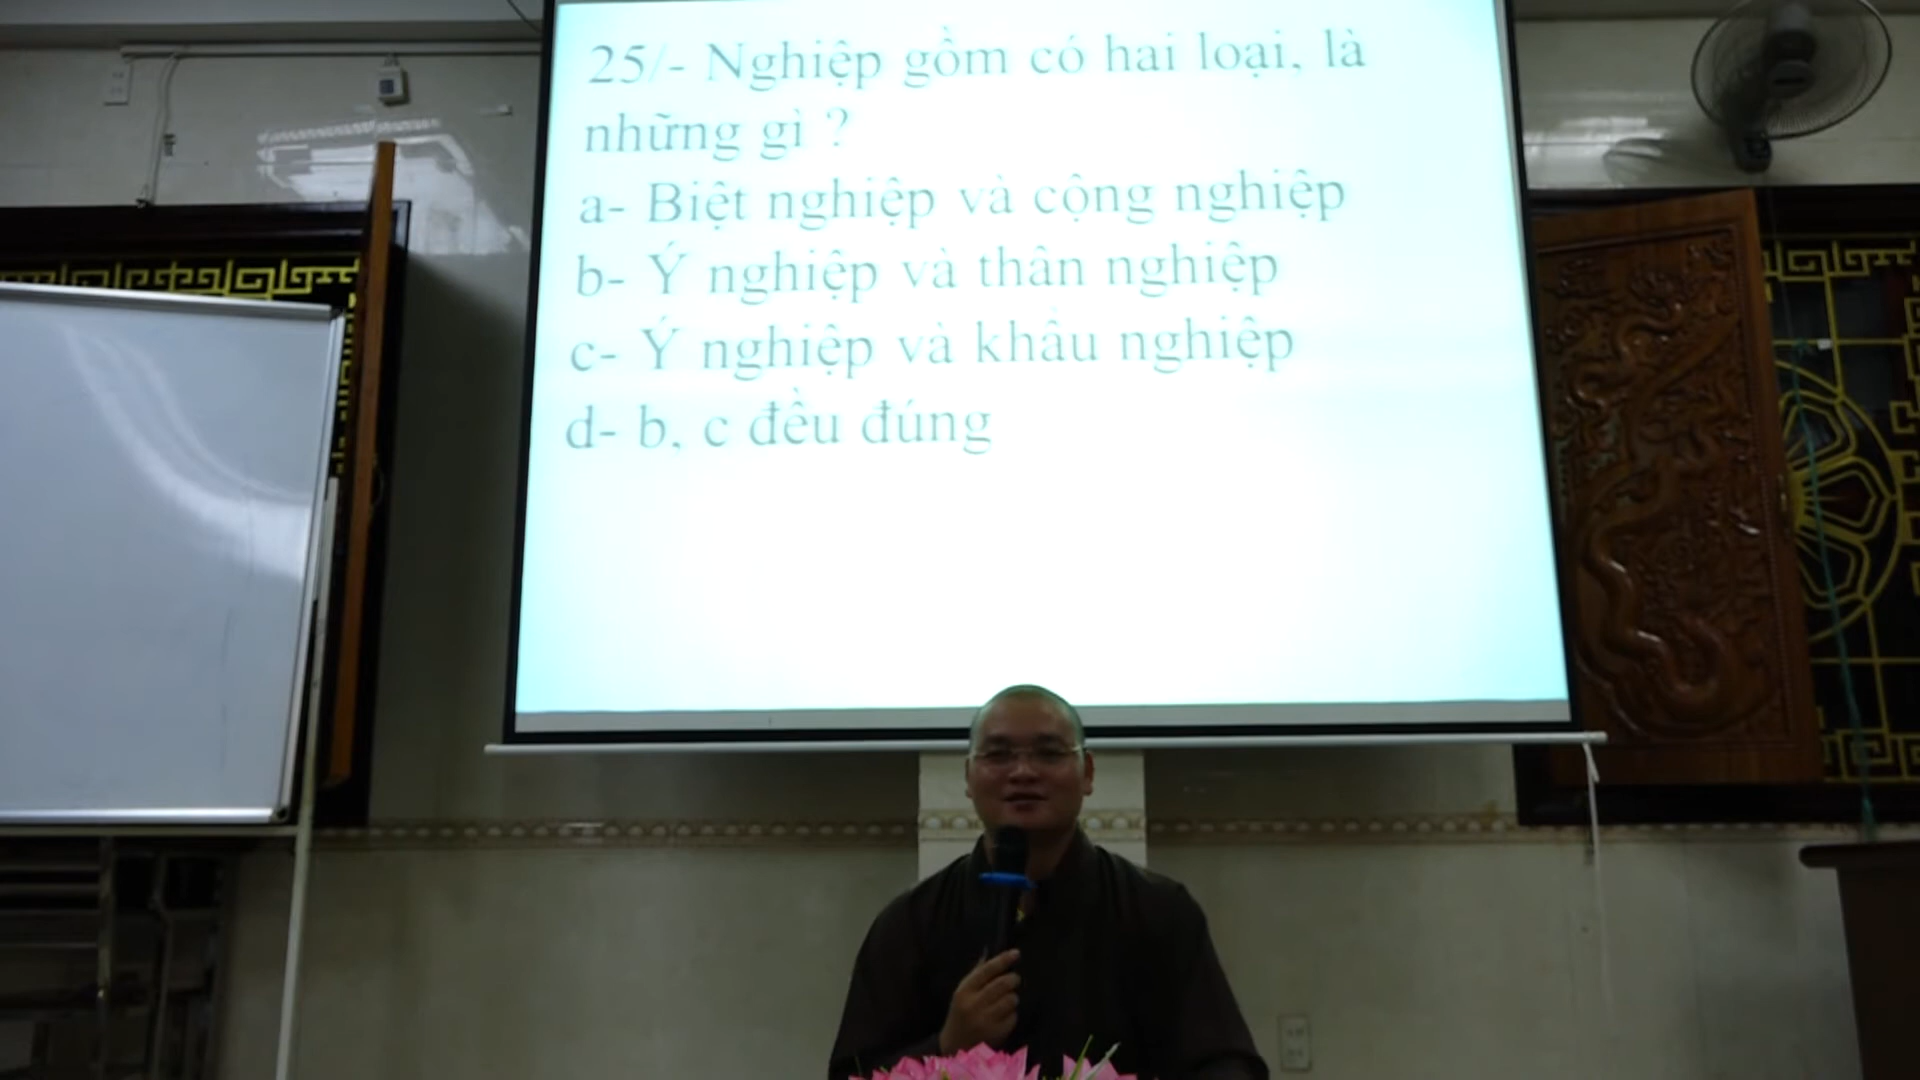 25/- Nghiệp gồm có hai loại, là
những gì ?
a- Biệt nghiệp và cộng nghiệp
b- Ý nghiệp và thân nghiệp
c- Ý nghiệp và khẩu nghiệp
d- b, c đều đúng